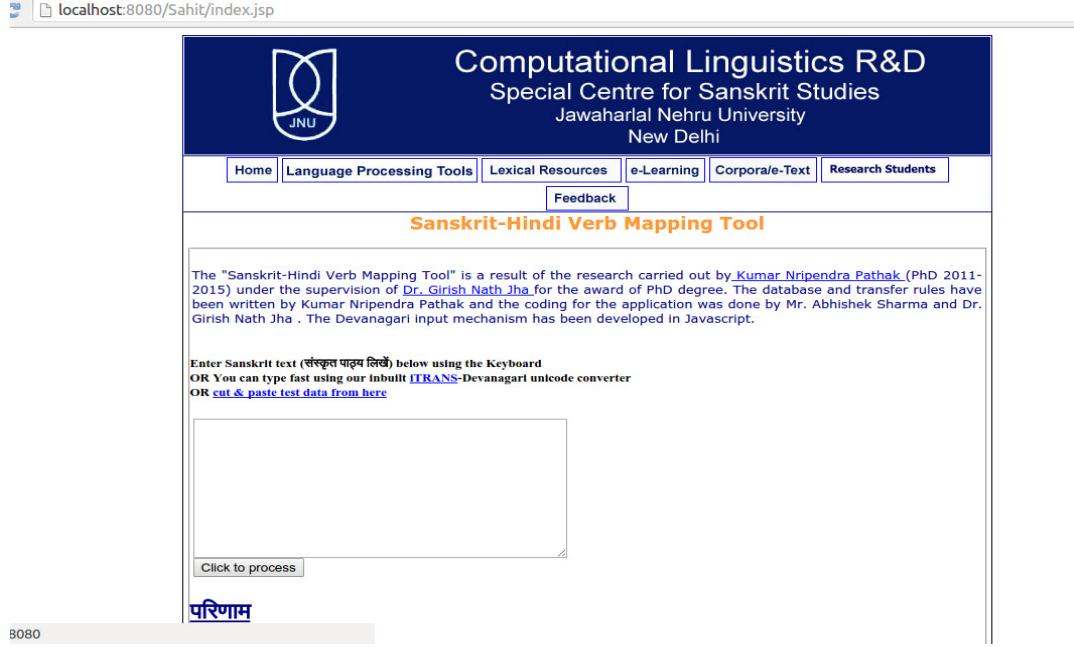 localhost:8080/Sahit/index.jsp
JNU
Computational Linguistics R&D
Special Centre for Sanskrit Studies
Jawaharlal Nehru University
New Delhi
Home Language Processing Tools Lexical Resources e-Learning Corpora/e-Text Research Students
Feedback
Sanskrit-Hindi Verb Mapping Tool
The "Sanskrit-Hindi Verb Mapping Tool" is a result of the research carried out by Kumar Nripendra Pathak (PhD 2011-
2015) under the supervision of Dr. Girish Nath Jha for the award of PhD degree. The database and transfer rules have
been written by Kumar Nripendra Pathak and the coding for the application was done by Mr. Abhishek Sharma and Dr.
Girish Nath Jha . The Devanagari input mechanism has been developed in Javascript.
Enter Sanskrit text (संस्कृत पाठ्य लिखें) below using the Keyboard
OR You can type fast using our inbuilt iTRANS-Devanagari unicode converter
OR cut & paste test data from here
Click to process
परिणाम
8080